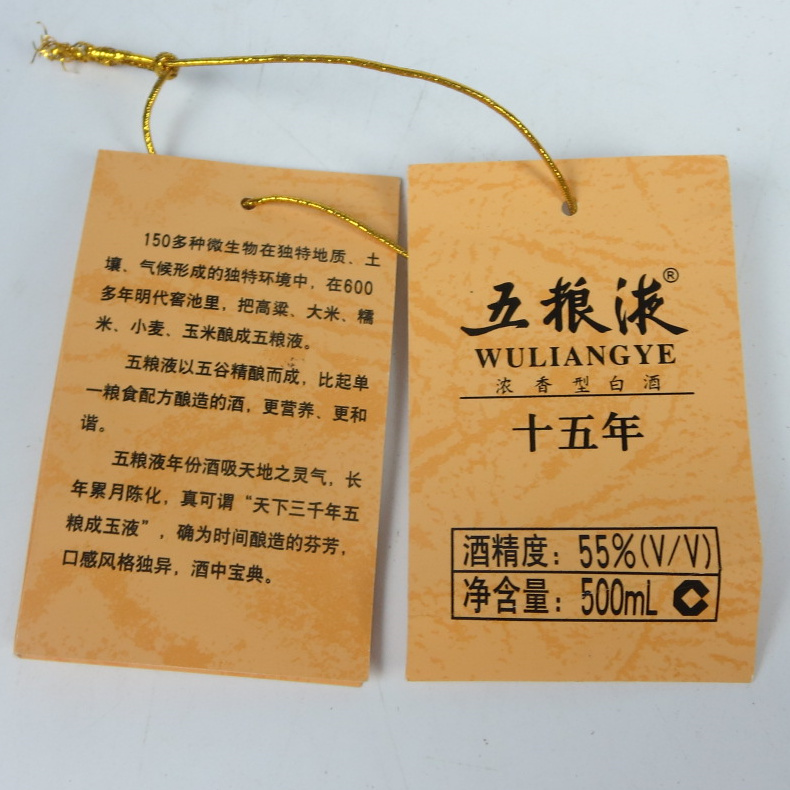 150多种微生物在独特地质、土
壤、气候形成的独特环境中，在600
多年明代窖池里，把高粱、大米、糯
米、小麦、玉米酿成五粮液。
五粮液以五谷精酿而成，比起单
一粮食配方酿造的酒，更营养、更和
谐。
五粮液年份酒吸天地之灵气，长
年累月陈化，真可谓“天下三千年五
粮成玉液”，确为时间酿造的芬芳，
口感风格独异，酒中宝典。
五粮液®
WULIANGYE
浓香型白酒
十五年
酒精度：55%(V/V)
净含量：500mL C